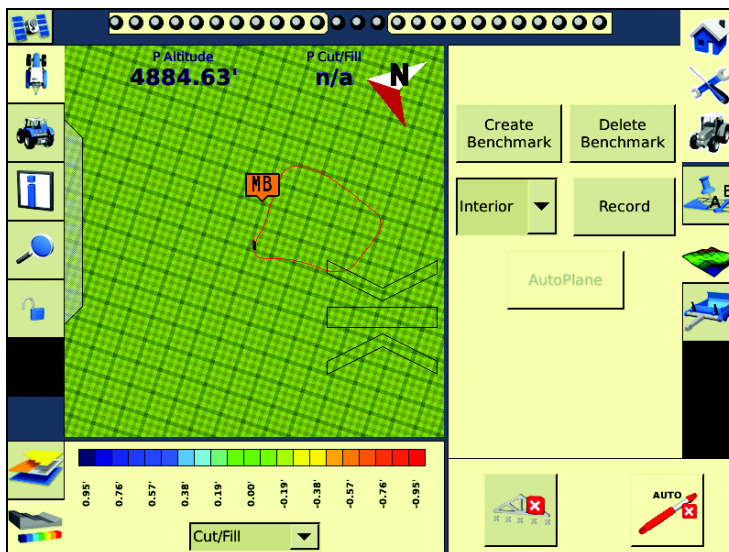 P Altitude P Cut/Fill
4884.63' n/a
N
MB
Create Benchmark
Delete Benchmark
Interior
Record
AutoPlane
A
0.95' 0.76' 0.57' 0.38' 0.19' 0.00' -0.19' -0.38' -0.57' -0.76' -0.95'
Cut/Fill
AUTO